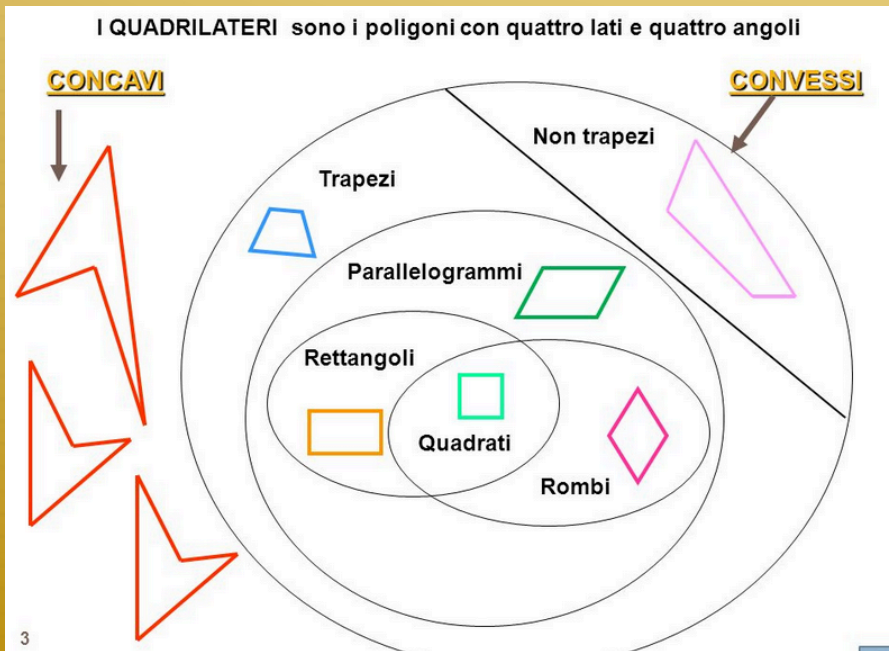 I QUADRILATERI sono i poligoni con quattro lati e quattro angoli
CONCAVI
CONVESSI
Non trapezi
Trapezi
Parallelogrammi
Rettangoli
Quadrati
Rombi
3